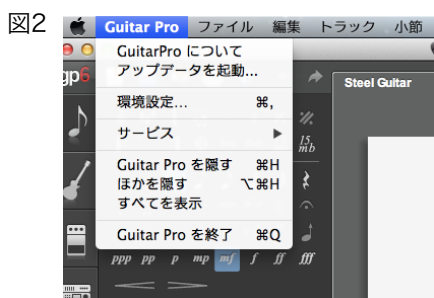 図2
Guitar Pro ファイル 編集 トラック 小節
GuitarPro について
アップデータを起動...
gp6
環境設定... ⌘,
Steel Guitar
サービス ▶
15
mb
Guitar Pro を隠す ⌘H
ほかを隠す ⌥⌘H
すべてを表示
Guitar Pro を終了 ⌘Q
ppp pp p mp mf f ff fff